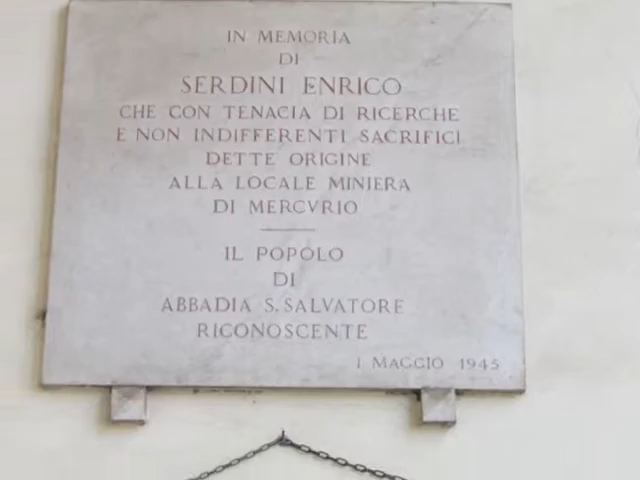 IN MEMORIA
DI
SERDINI ENRICO
CHE CON TENACIA DI RICERCHE
E NON INDIFFERENTI SACRIFICI
DETTE ORIGINE
ALLA LOCALE MINIERA
DI MERCVRIO
IL POPOLO
DI
ABBADIA S. SALVATORE
RICONOSCENTE
1 MAGGIO 1945